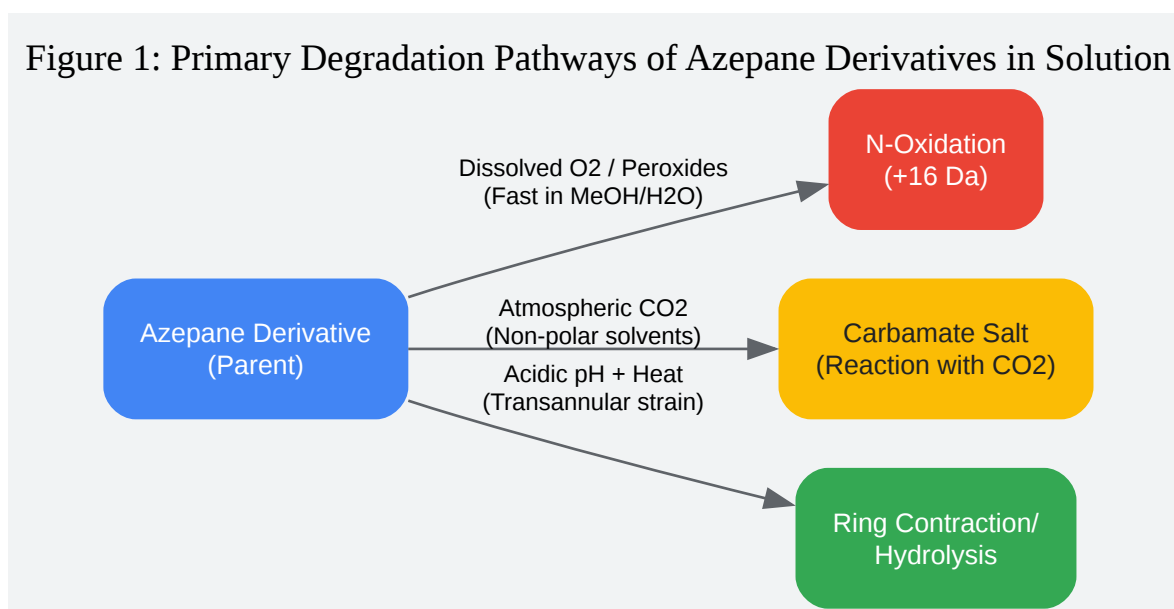 Figure 1: Primary Degradation Pathways of Azepane Derivatives in Solution
N-Oxidation
(+16 Da)
Dissolved O2 / Peroxides
(Fast in MeOH/H2O)
Azepane Derivative
(Parent)
Atmospheric CO2
(Non-polar solvents)
Carbamate Salt
(Reaction with CO2)
Acidic pH + Heat
(Transannular strain)
Ring Contraction/
Hydrolysis